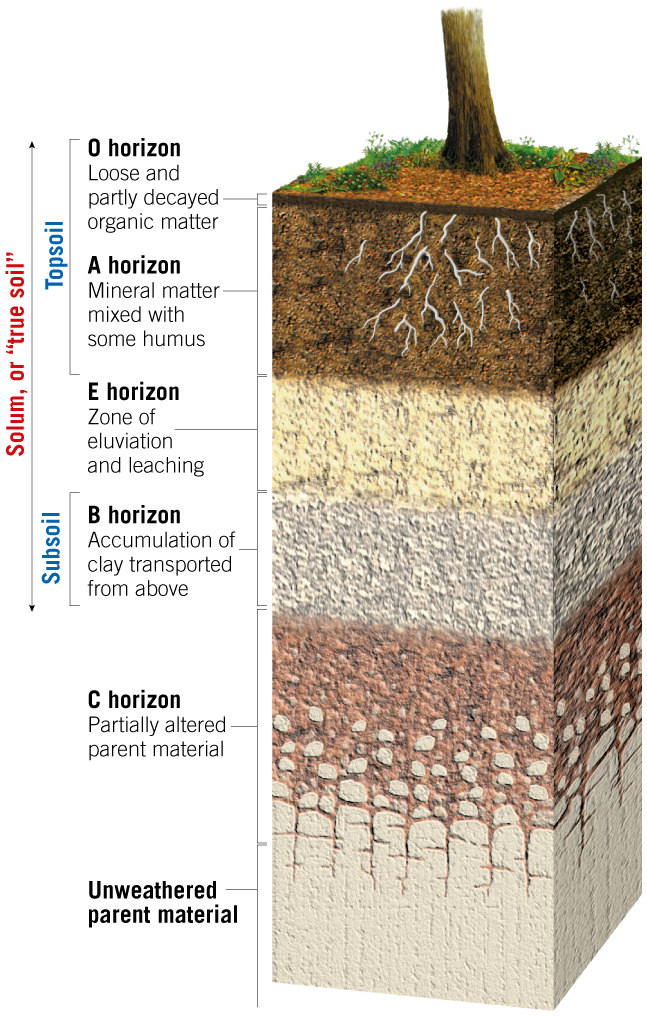 Solum, or “true soil”
Topsoil
O horizon
Loose and
partly decayed
organic matter
A horizon
Mineral matter
mixed with
some humus
E horizon
Zone of
eluviation
and leaching
Subsoil
B horizon
Accumulation of
clay transported
from above
C horizon
Partially altered
parent material
Unweathered
parent material